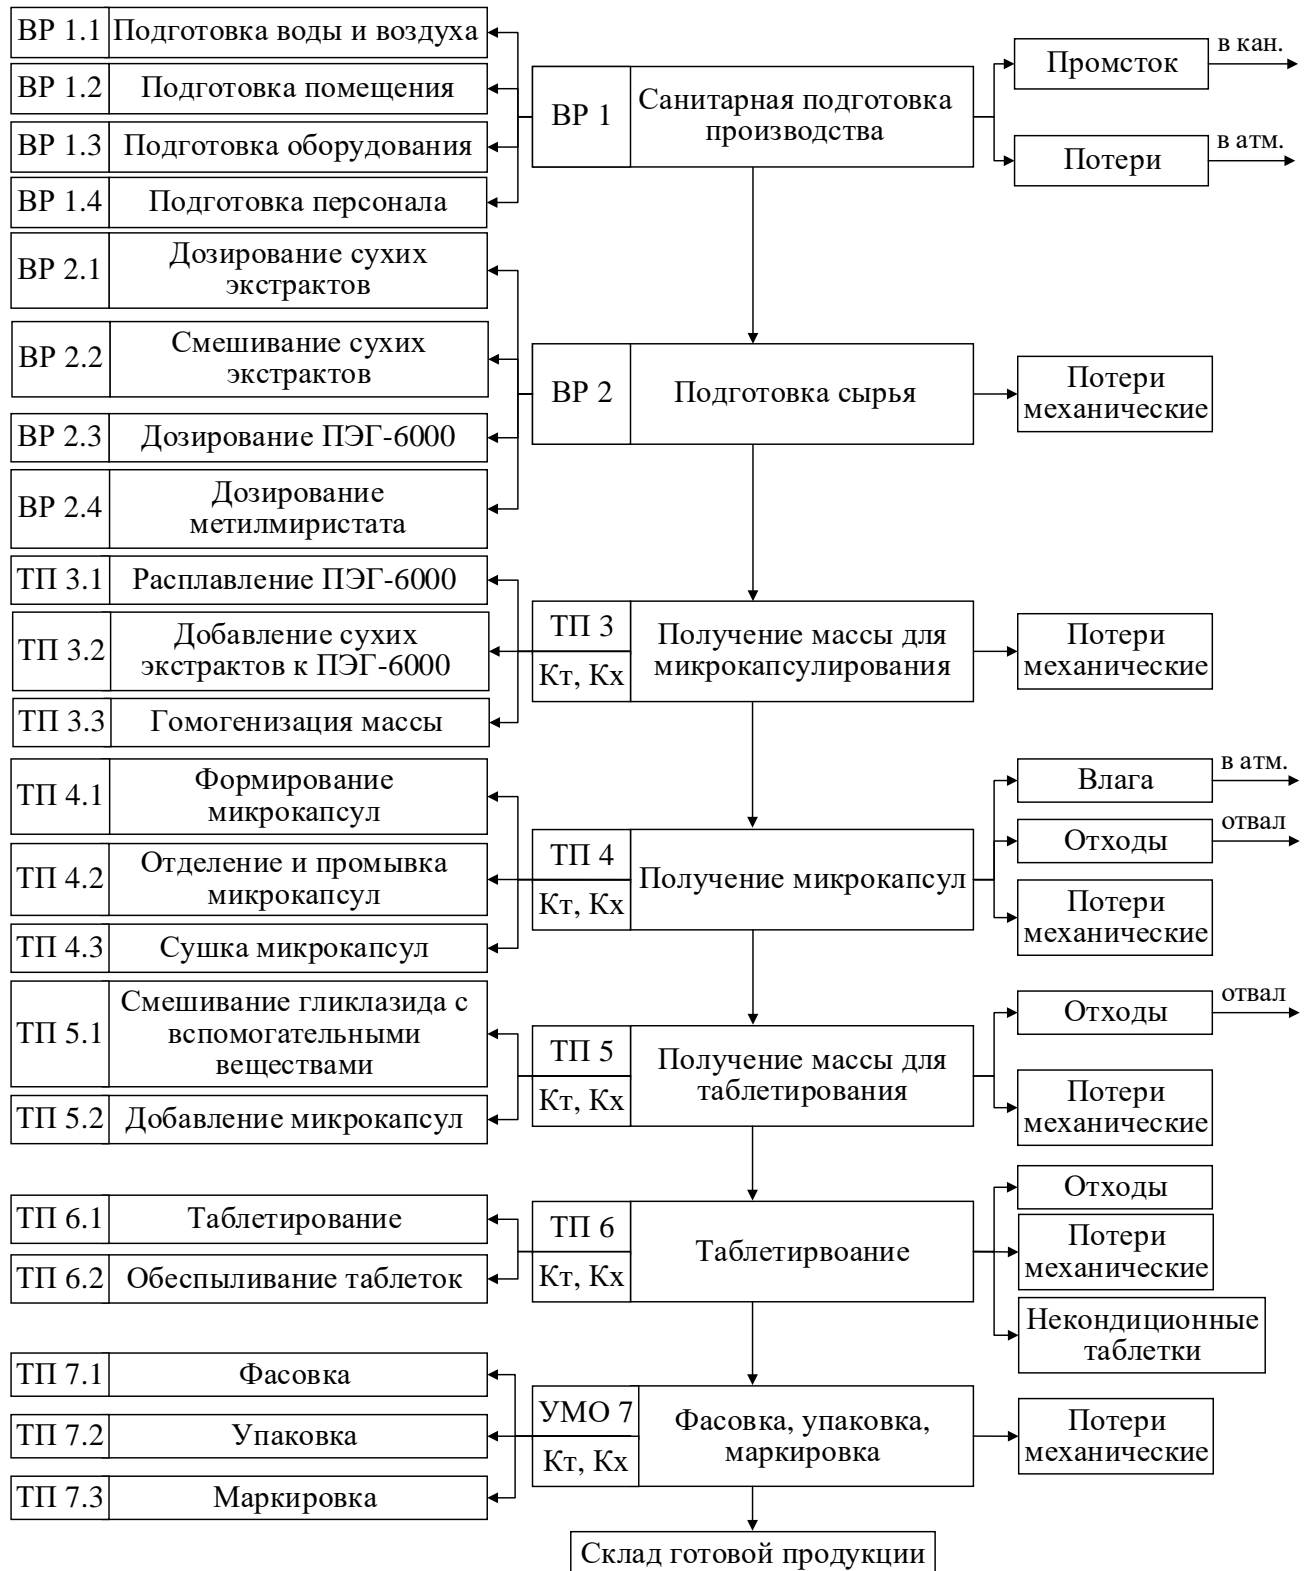 ВР 1.1 Подготовка воды и воздуха
ВР 1.2 Подготовка помещения
ВР 1.3 Подготовка оборудования
ВР 1.4 Подготовка персонала
ВР 1
Санитарная подготовка
производства
Промсток
в кан.
Потери
в атм.
ВР 2.1
Дозирование сухих
экстрактов
ВР 2.2
Смешивание сухих
экстрактов
ВР 2.3 Дозирование ПЭГ-6000
ВР 2.4
Дозирование
метилмиристата
ВР 2
Подготовка сырья
Потери
механические
ТП 3.1 Расплавление ПЭГ-6000
ТП 3.2
Добавление сухих
экстрактов к ПЭГ-6000
ТП 3.3 Гомогенизация массы
ТП 3
Кт, Кх
Получение массы для
микрокапсулирования
Потери
механические
ТП 4.1
Формирование
микрокапсул
ТП 4.2
Отделение и промывка
микрокапсул
ТП 4.3 Сушка микрокапсул
ТП 4
Кт, Кх
Получение микрокапсул
Влага
в атм.
Отходы
отвал
Потери
механические
ТП 5.1
Смешивание гликлазида с
вспомогательными
веществами
ТП 5.2 Добавление микрокапсул
ТП 5
Кт, Кх
Получение массы для
таблетирования
Отходы
отвал
Потери
механические
ТП 6.1 Таблетирование
ТП 6.2 Обеспыливание таблеток
ТП 6
Кт, Кх
Таблетирвоание
Отходы
Потери
механические
Некондиционные
таблетки
ТП 7.1 Фасовка
ТП 7.2 Упаковка
ТП 7.3 Маркировка
УМО 7
Кт, Кх
Фасовка, упаковка,
маркировка
Потери
механические
Склад готовой продукции